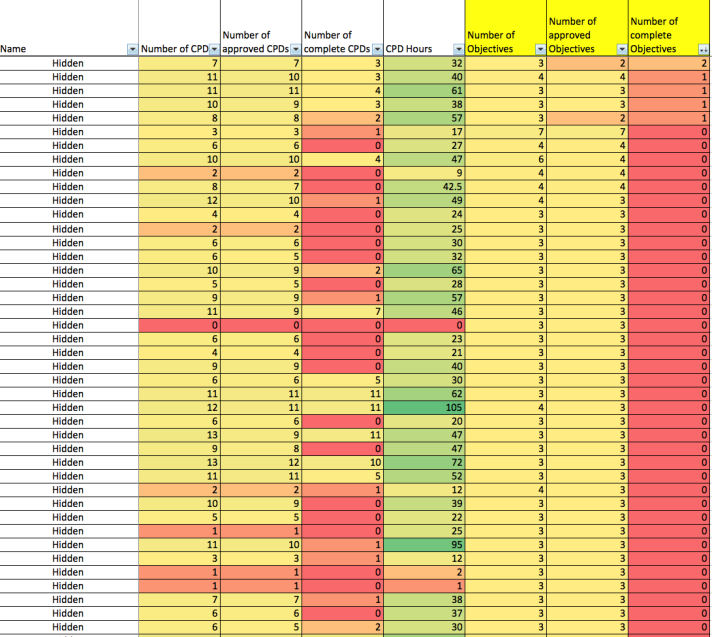 Name Number of CPD Number of approved CPDs Number of complete CPDs CPD Hours Number of Objectives Number of approved Objectives Number of complete Objectives
Hidden 7 7 3 32 3 2 2
Hidden 11 10 3 40 4 4 1
Hidden 11 11 4 61 3 3 1
Hidden 10 9 3 38 3 3 1
Hidden 8 8 2 57 3 2 1
Hidden 3 3 1 17 7 7 0
Hidden 6 6 0 27 4 4 0
Hidden 10 10 4 47 6 4 0
Hidden 2 2 0 9 4 4 0
Hidden 8 7 0 42.5 4 4 0
Hidden 12 10 1 49 4 3 0
Hidden 4 4 0 24 3 3 0
Hidden 2 2 0 25 3 3 0
Hidden 6 6 0 30 3 3 0
Hidden 6 5 0 32 3 3 0
Hidden 10 9 2 65 3 3 0
Hidden 5 5 0 28 3 3 0
Hidden 9 9 1 57 3 3 0
Hidden 11 9 7 46 3 3 0
Hidden 0 0 0 0 3 3 0
Hidden 6 6 0 23 3 3 0
Hidden 4 4 0 21 3 3 0
Hidden 9 9 0 40 3 3 0
Hidden 6 6 5 30 3 3 0
Hidden 11 11 11 62 3 3 0
Hidden 12 11 11 105 4 3 0
Hidden 6 6 0 20 3 3 0
Hidden 13 9 11 47 3 3 0
Hidden 9 8 0 47 3 3 0
Hidden 13 12 10 72 3 3 0
Hidden 11 11 5 52 3 3 0
Hidden 2 2 1 12 4 3 0
Hidden 10 9 0 39 3 3 0
Hidden 5 5 0 22 3 3 0
Hidden 1 1 0 25 3 3 0
Hidden 11 10 1 95 3 3 0
Hidden 3 3 1 12 3 3 0
Hidden 1 1 0 2 3 3 0
Hidden 1 1 0 1 3 3 0
Hidden 7 7 1 38 3 3 0
Hidden 6 6 0 37 3 3 0
Hidden 6 5 2 30 3 3 0